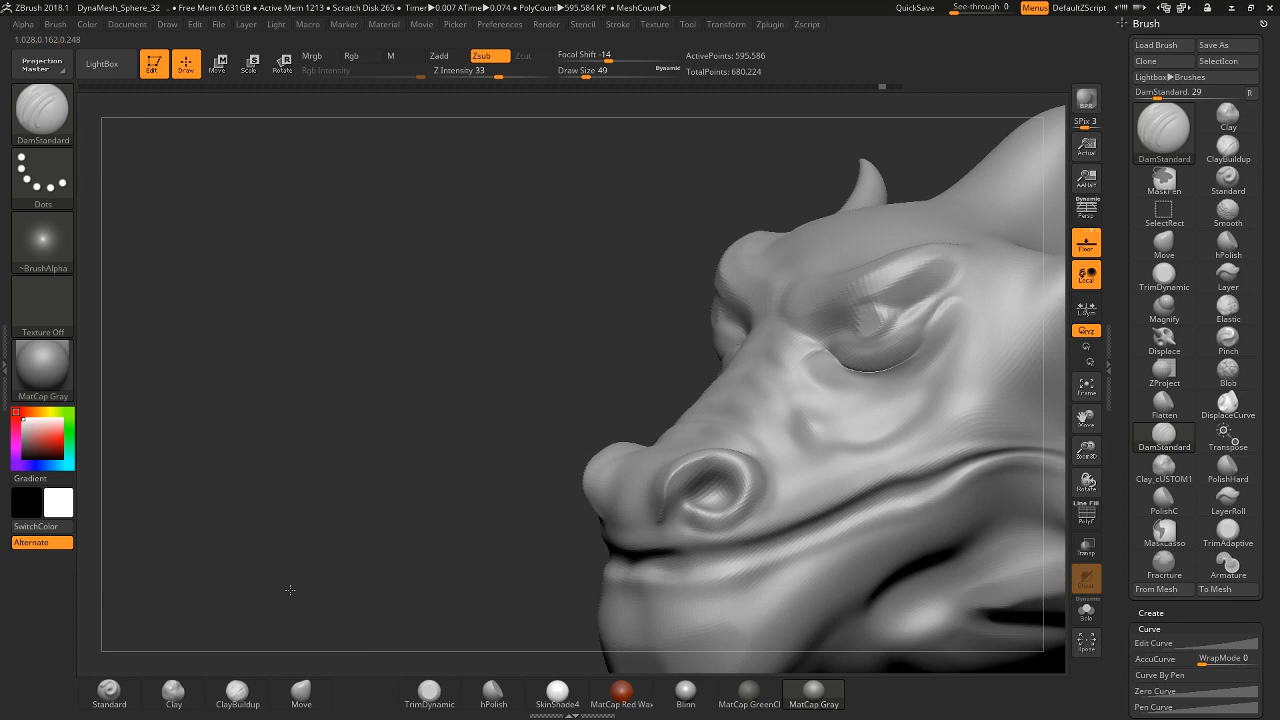 ZBrush 2018.1 DynaMesh_Sphere_32 .. • Free Mem 6.631GB • Active Mem 1213 • Scratch Disk 265 • Timer▶0.007 ATime▶0.074 • PolyCount▶595.584 KP • MeshCount▶1 QuickSave See-through 0 Menus DefaultZScript
Alpha Brush Color Document Draw Edit File Layer Light Macro Marker Material Movie Picker Preferences Render Stencil Stroke Texture Tool Transform Zplugin Zscript
1.028,0.162,0.248
Projection Master
LightBox
Edit
Draw
Move
Scale
Rotate
Mrgb Rgb M Zadd Zsub Zcut
Rgb Intensity Z Intensity 33
Focal Shift -14
Draw Size 49 Dynamic
ActivePoints: 595,586
TotalPoints: 680,224
DamStandard
Dots
~BrushAlpha
Texture Off
MatCap Gray
Gradient
SwitchColor
Alternate
BPR
SPix 3
Actual
AAHalf
Dynamic
Persp
Floor
Local
L.Sym
XYZ
Frame
Move
Zoom3D
Rotate
Line Fill
PolyF
Transp
Ghost
Dynamic
Solo
Xpose
Brush
Load Brush Save As
Clone SelectIcon
Lightbox▶Brushes
DamStandard. 29 R
DamStandard Clay
ClayBuildup
MaskPen Standard
SelectRect Smooth
Move hPolish
TrimDynamic Layer
Magnify Elastic
Displace Pinch
ZProject Blob
Flatten DisplaceCurve
DamStandard Transpose
Clay_cUSTOM1 PolishHard
PolishC LayerRoll
MaskLasso TrimAdaptive
Fracrture Armature
From Mesh To Mesh
Create
Curve
Edit Curve
AccuCurve WrapMode 0
Curve By Pen
Zero Curve
Pen Curve
Standard Clay ClayBuildup Move TrimDynamic hPolish SkinShade4 MatCap Red Wax Blinn MatCap GreenCl MatCap Gray